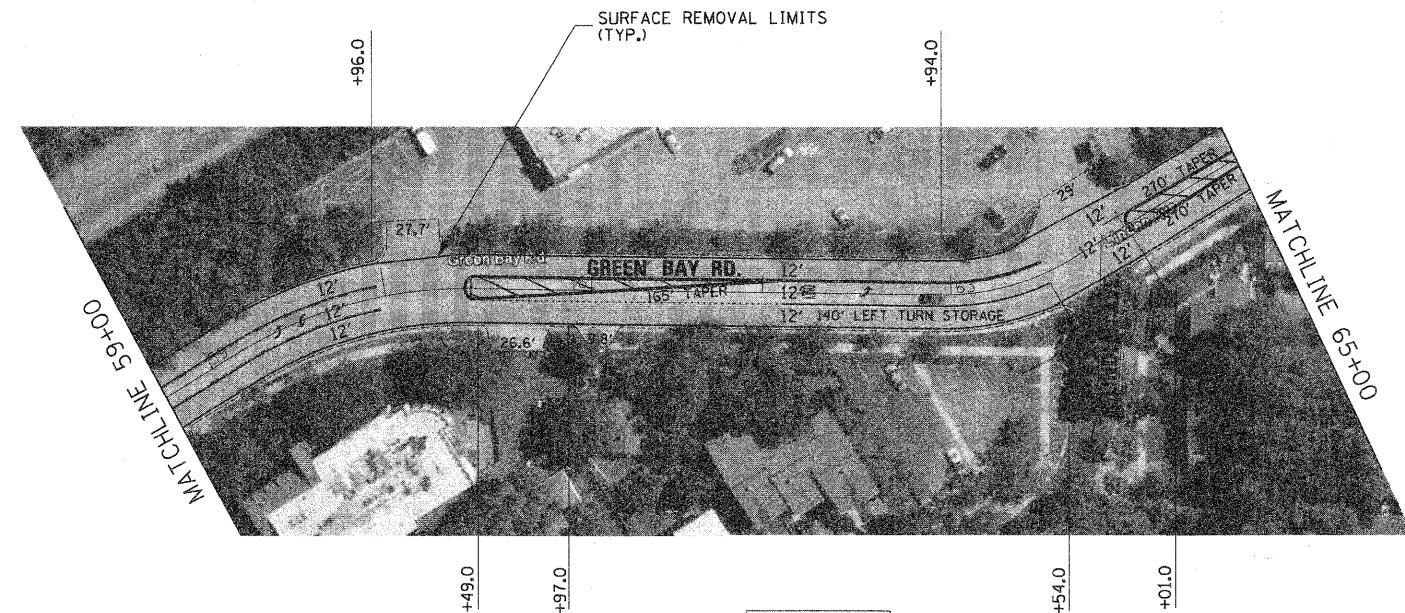 SURFACE REMOVAL LIMITS
(TYP.)
+96.0
+94.0
27.7'
29'
270' TAPER
270' TAPER
12'
12'
12'
Green Bay Rd
GREEN BAY RD.
12'
165' TAPER
12'
63'
12' 140' LEFT TURN STORAGE
12'
12'
12'
26.6'
MATCHLINE 59+00
MATCHLINE 65+00
+49.0
+97.0
+54.0
+01.0